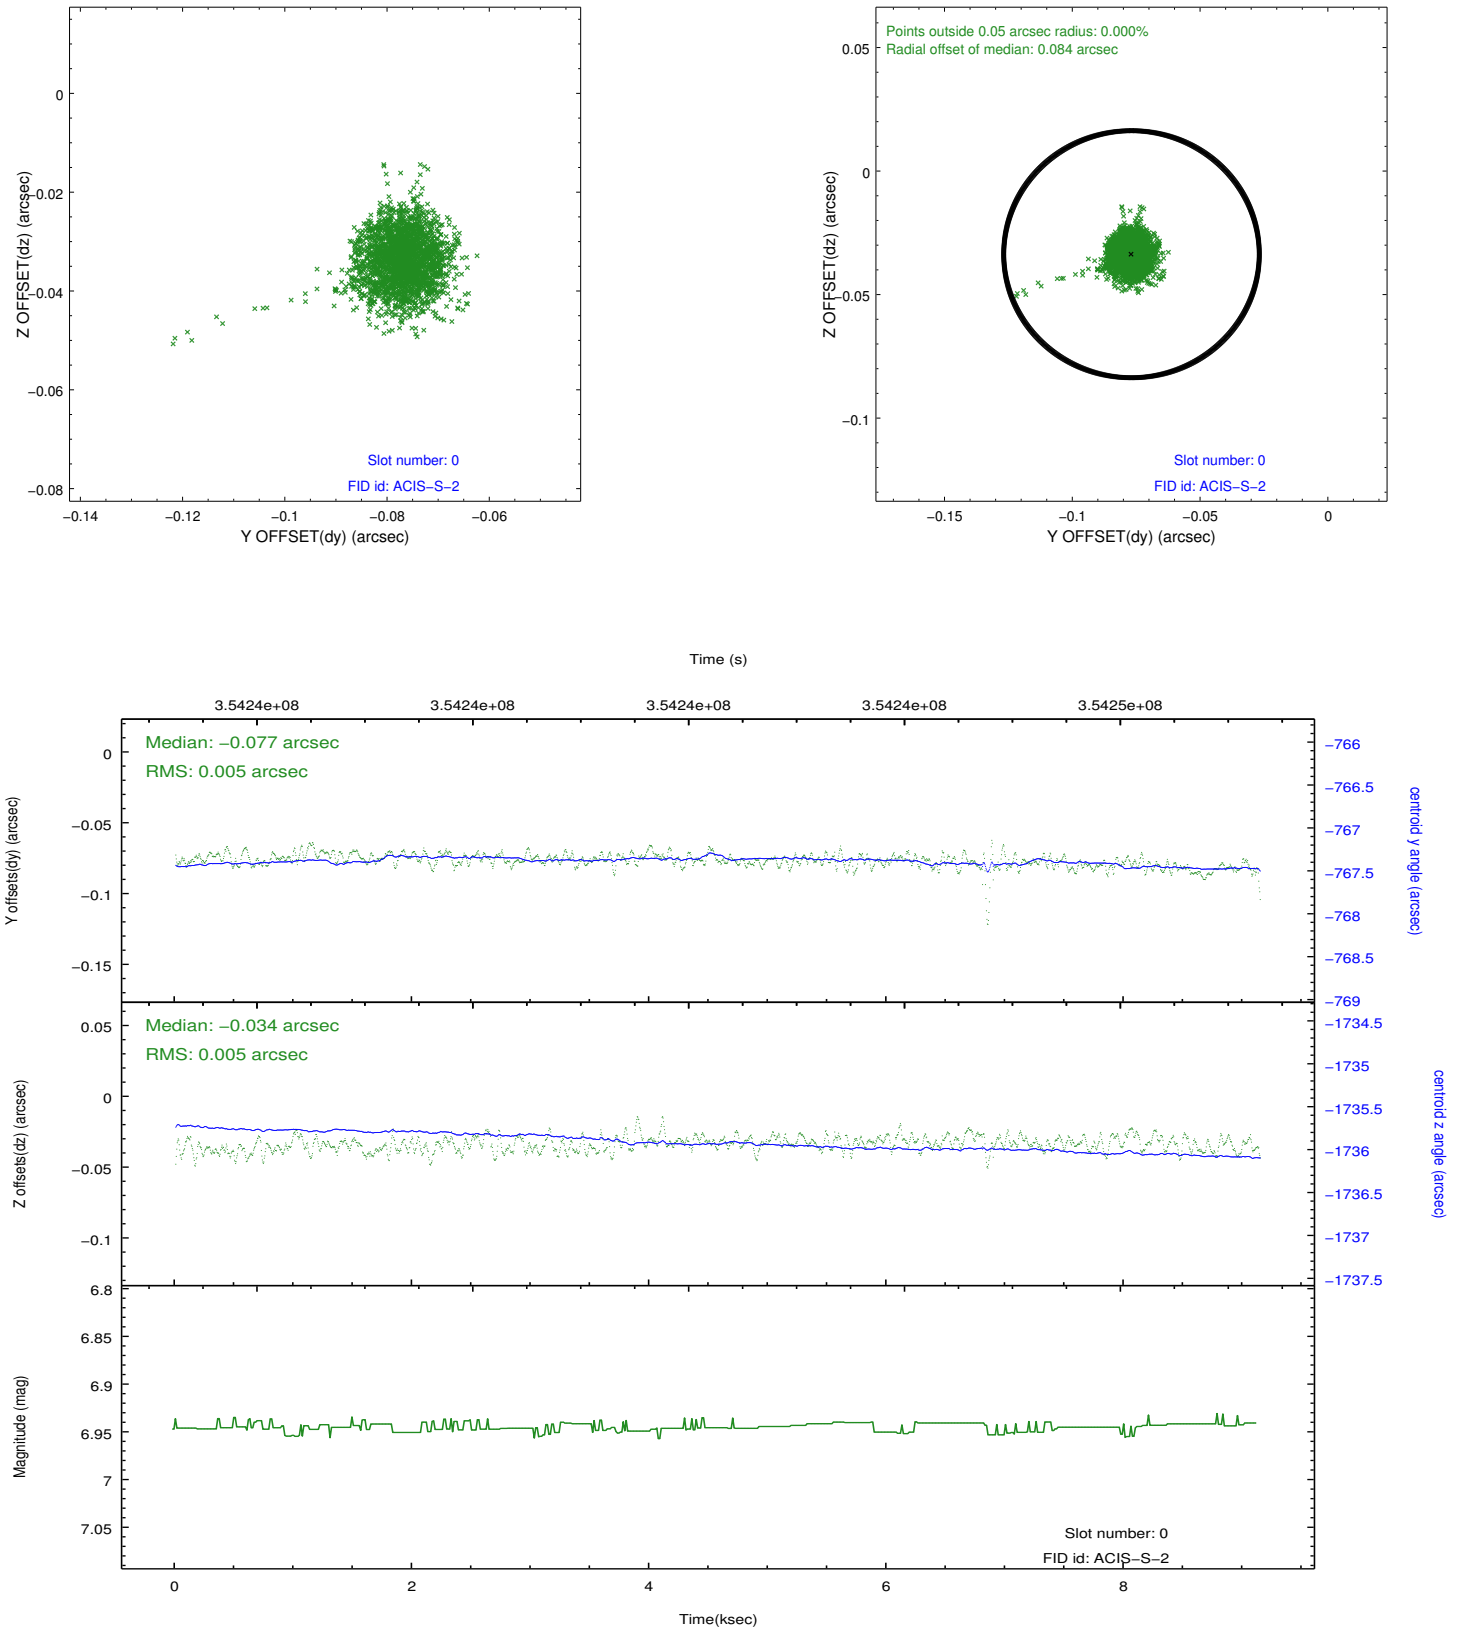 0
−0.02
−0.04
−0.06
−0.08
Z OFFSET(dz) (arcsec)
Slot number: 0
FID id: ACIS−S−2
−0.14
−0.12
−0.1
−0.08
−0.06
Y OFFSET(dy) (arcsec)
Points outside 0.05 arcsec radius: 0.000%
Radial offset of median: 0.084 arcsec
0.05
0
−0.05
−0.1
Z OFFSET(dz) (arcsec)
Slot number: 0
FID id: ACIS−S−2
−0.15
−0.1
−0.05
0
Y OFFSET(dy) (arcsec)
Time (s)
3.5424e+08
3.5424e+08
3.5424e+08
3.5424e+08
3.5425e+08
Median: −0.077 arcsec
RMS: 0.005 arcsec
0
−0.05
−0.1
−0.15
Y offsets(dy) (arcsec)
−766
−766.5
−767
−767.5
−768
−768.5
−769
centroid y angle (arcsec)
Median: −0.034 arcsec
RMS: 0.005 arcsec
0.05
0
−0.05
−0.1
Z offsets(dz) (arcsec)
−1734.5
−1735
−1735.5
−1736
−1736.5
−1737
−1737.5
centroid z angle (arcsec)
6.8
6.85
6.9
6.95
7
7.05
Magnitude (mag)
Slot number: 0
FID id: ACIS−S−2
0
2
4
6
8
Time(ksec)